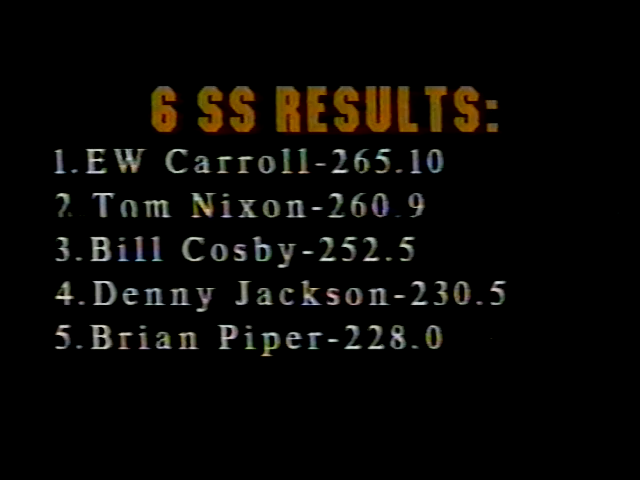 6 SS RESULTS:
1.EW Carroll-265.10
2. Tom Nixon-260.9
3.Bill Cosby-252.5
4.Denny Jackson-230.5
5.Brian Piper-228.0